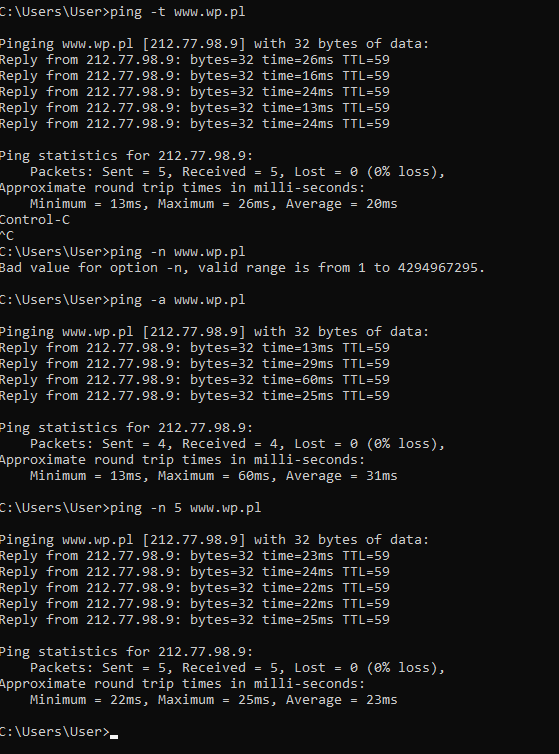 C:\Users\User>ping -t www.wp.pl
Pinging www.wp.pl [212.77.98.9] with 32 bytes of data:
Reply from 212.77.98.9: bytes=32 time=26ms TTL=59
Reply from 212.77.98.9: bytes=32 time=16ms TTL=59
Reply from 212.77.98.9: bytes=32 time=24ms TTL=59
Reply from 212.77.98.9: bytes=32 time=13ms TTL=59
Reply from 212.77.98.9: bytes=32 time=24ms TTL=59
Ping statistics for 212.77.98.9:
    Packets: Sent = 5, Received = 5, Lost = 0 (0% loss),
Approximate round trip times in milli-seconds:
    Minimum = 13ms, Maximum = 26ms, Average = 20ms
Control-C
^C
C:\Users\User>ping -n www.wp.pl
Bad value for option -n, valid range is from 1 to 4294967295.
C:\Users\User>ping -a www.wp.pl
Pinging www.wp.pl [212.77.98.9] with 32 bytes of data:
Reply from 212.77.98.9: bytes=32 time=13ms TTL=59
Reply from 212.77.98.9: bytes=32 time=29ms TTL=59
Reply from 212.77.98.9: bytes=32 time=60ms TTL=59
Reply from 212.77.98.9: bytes=32 time=25ms TTL=59
Ping statistics for 212.77.98.9:
    Packets: Sent = 4, Received = 4, Lost = 0 (0% loss),
Approximate round trip times in milli-seconds:
    Minimum = 13ms, Maximum = 60ms, Average = 31ms
C:\Users\User>ping -n 5 www.wp.pl
Pinging www.wp.pl [212.77.98.9] with 32 bytes of data:
Reply from 212.77.98.9: bytes=32 time=23ms TTL=59
Reply from 212.77.98.9: bytes=32 time=24ms TTL=59
Reply from 212.77.98.9: bytes=32 time=22ms TTL=59
Reply from 212.77.98.9: bytes=32 time=22ms TTL=59
Reply from 212.77.98.9: bytes=32 time=25ms TTL=59
Ping statistics for 212.77.98.9:
    Packets: Sent = 5, Received = 5, Lost = 0 (0% loss),
Approximate round trip times in milli-seconds:
    Minimum = 22ms, Maximum = 25ms, Average = 23ms
C:\Users\User>